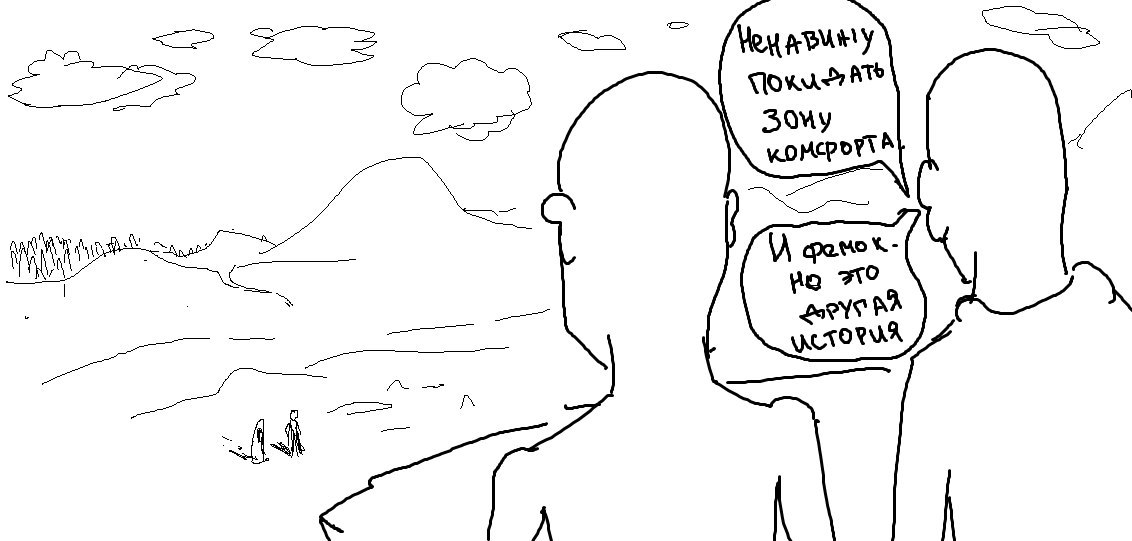 Ненавижу
покидать
зону
комфорта.
И фемок.
но это
другая
история